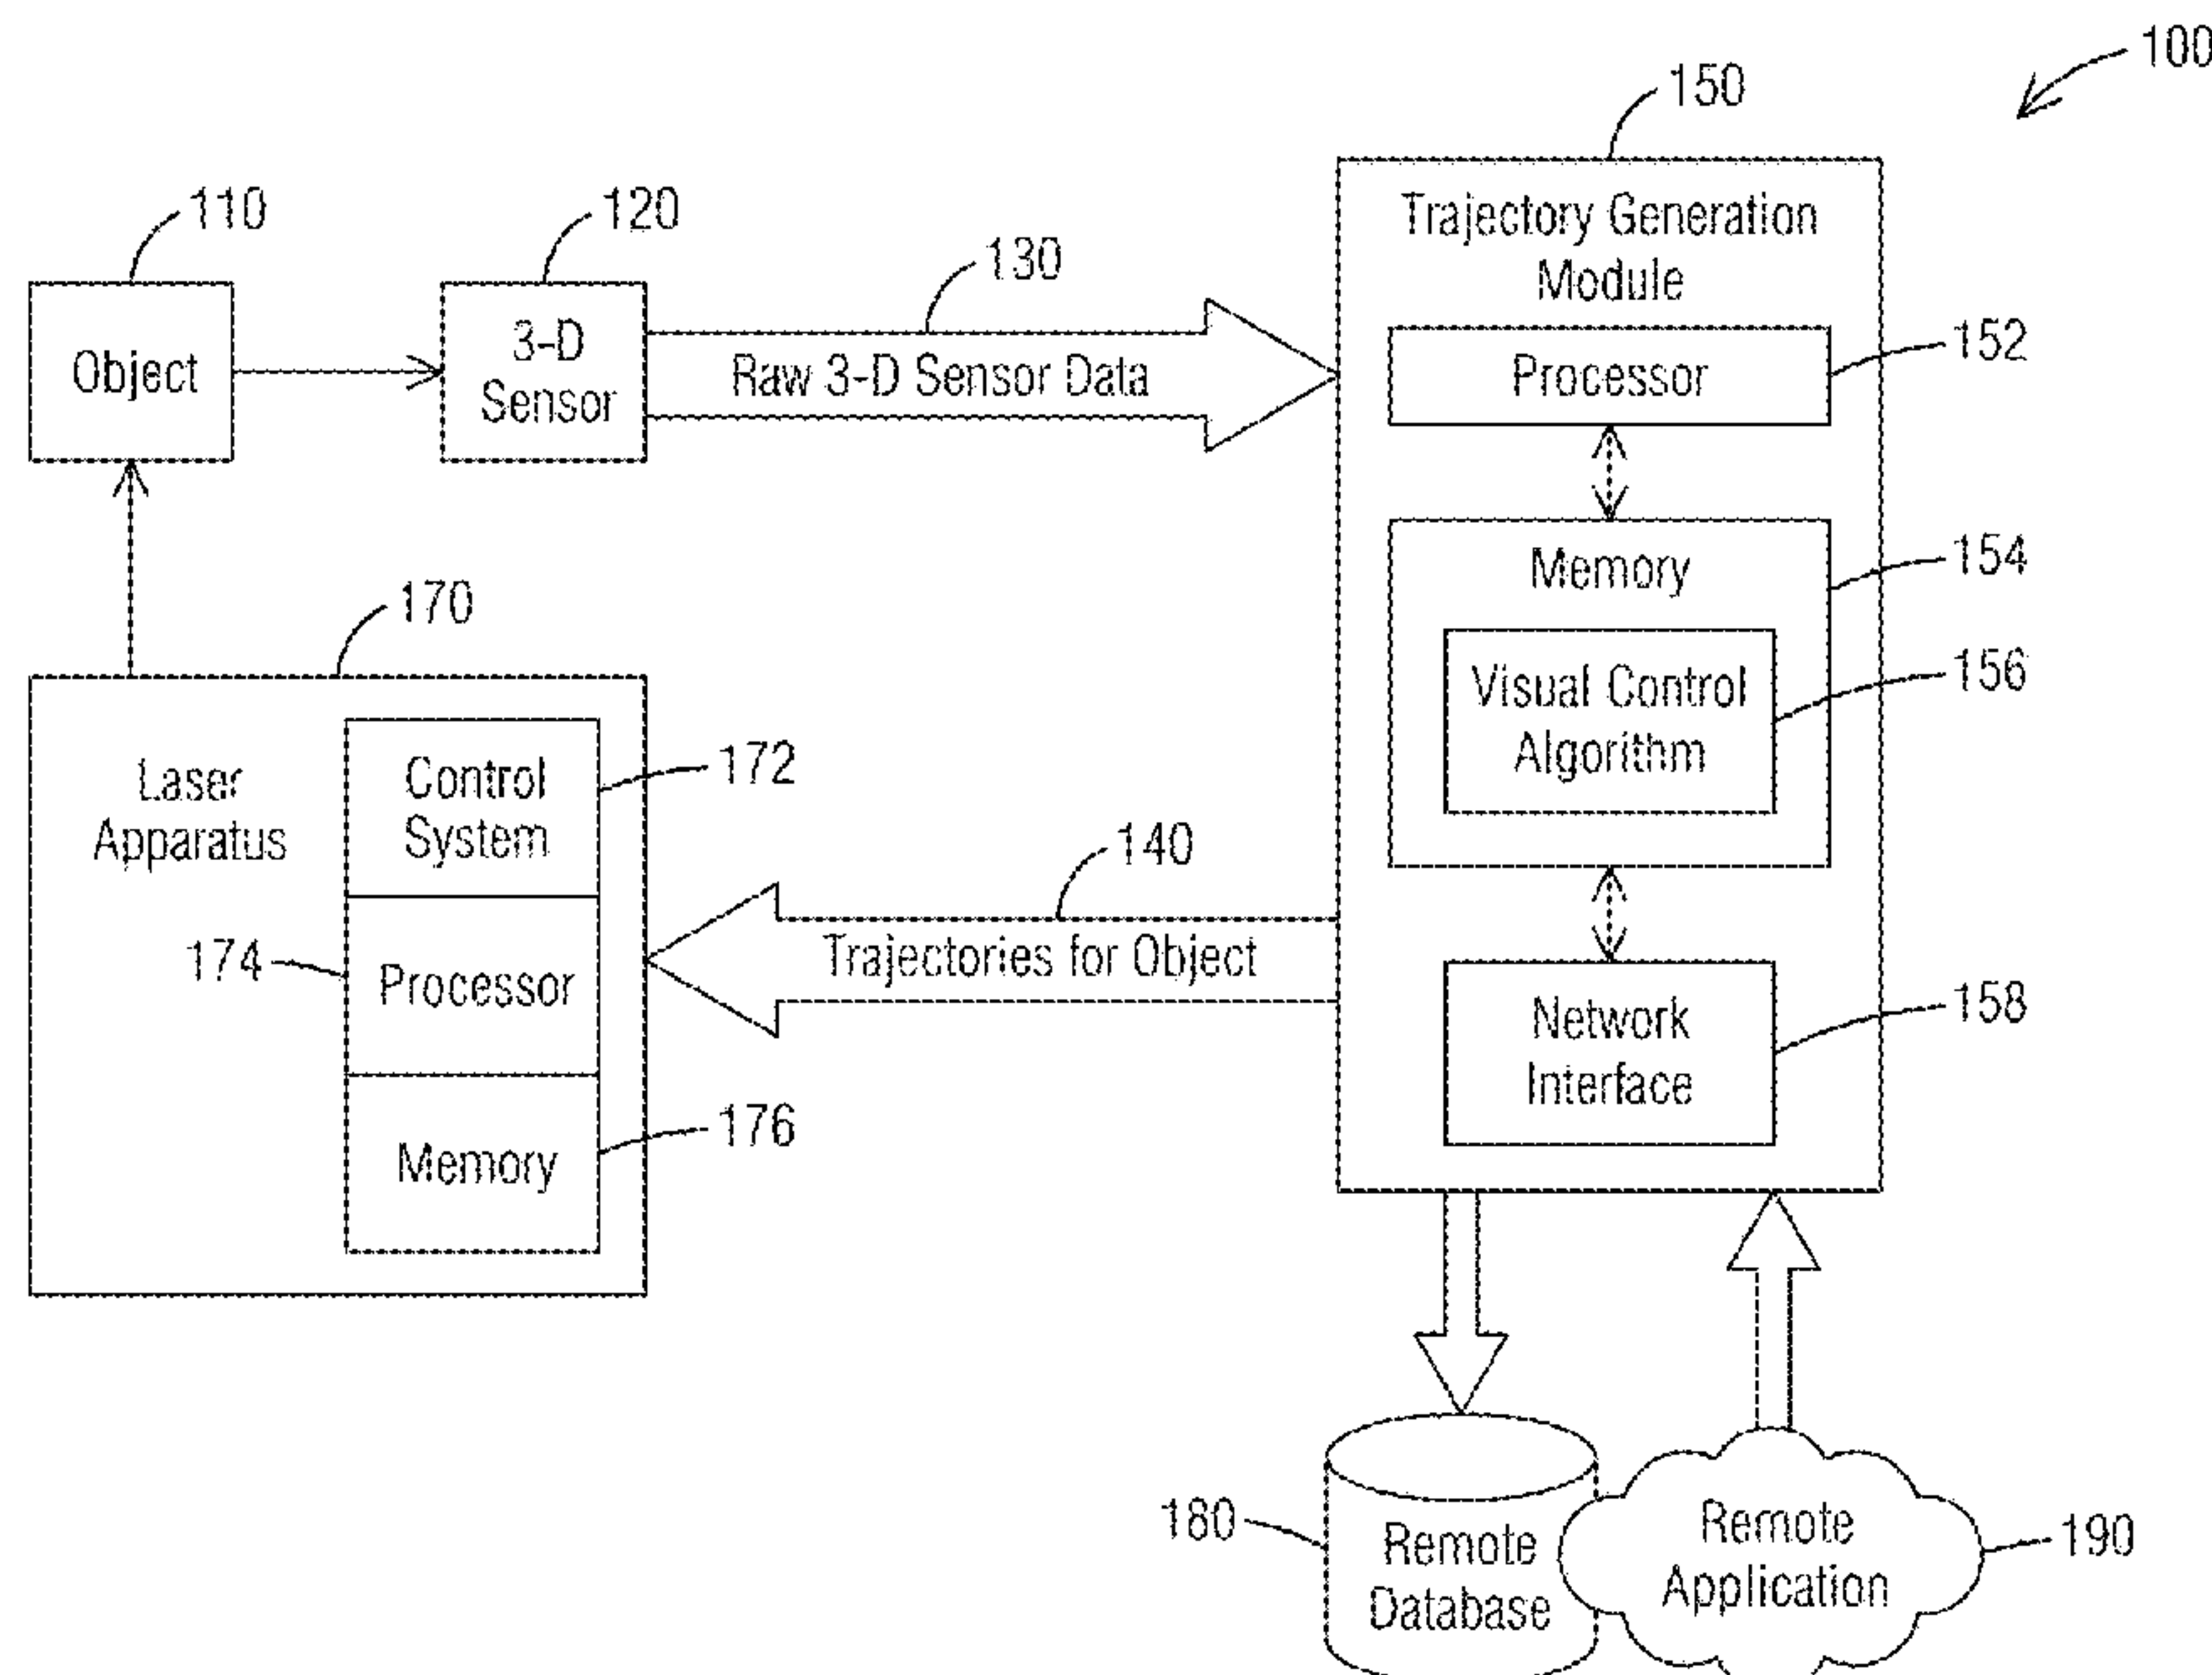 100
150
110
120
130
Trajectory Generation
Module
Object
3-D
Sensor
Raw 3-D Sensor Data
Processor
152
Memory
154
Visual Control
Algorithm
156
170
Laser
Apparatus
Control
System
172
140
Trajectories for Object
174
Processor
Network
Interface
158
Memory
176
180
Remote
Database
Remote
Application
190